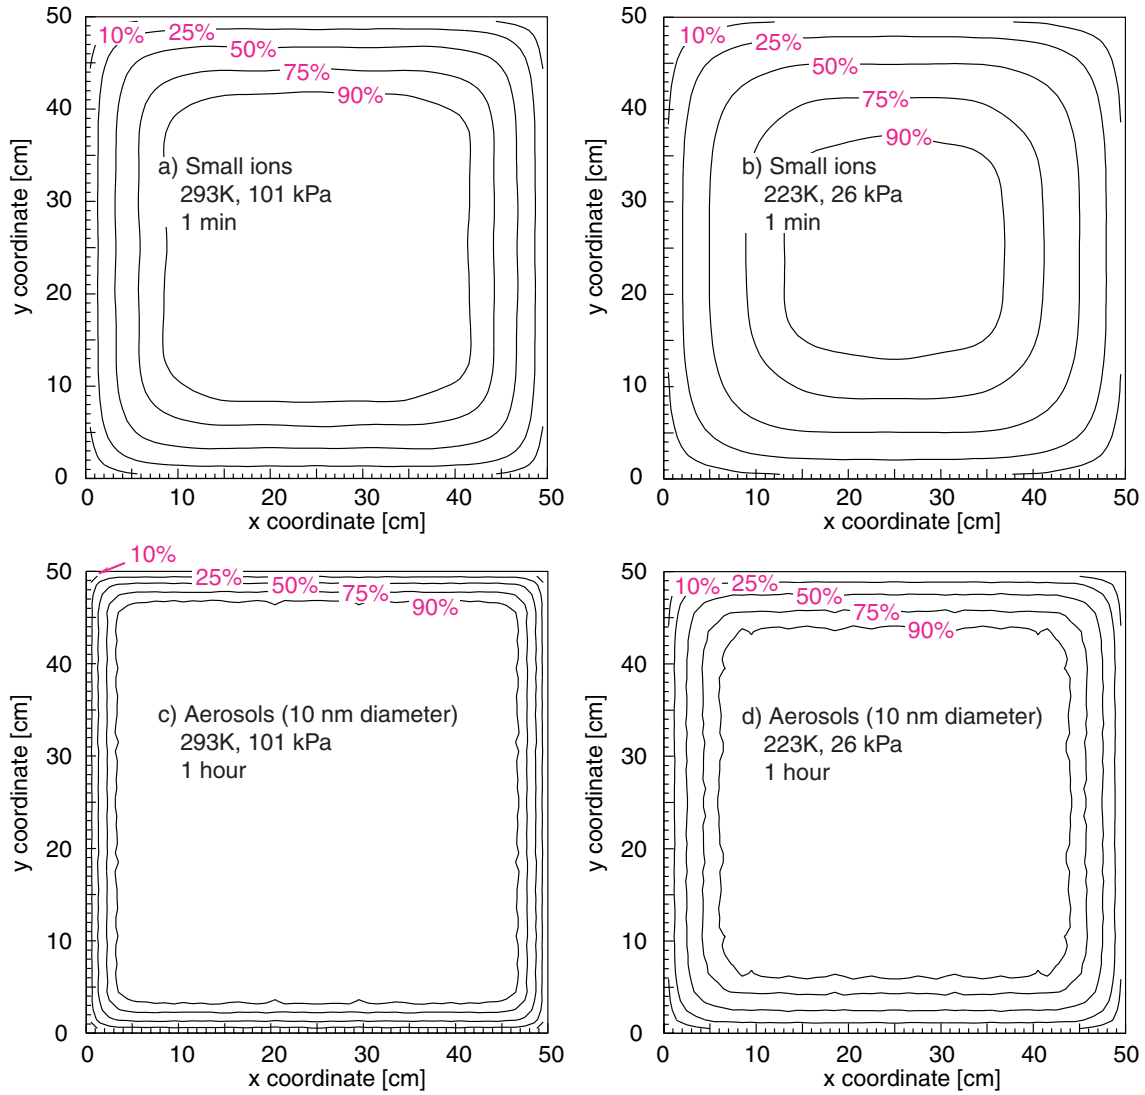 50
40
30
20
10
0
y coordinate [cm]
10%
25%
50%
75%
90%
a) Small ions
293K, 101 kPa
1 min
0 10 20 30 40 50
x coordinate [cm]
50
40
30
20
10
0
y coordinate [cm]
10%
25%
50%
75%
90%
b) Small ions
223K, 26 kPa
1 min
0 10 20 30 40 50
x coordinate [cm]
50
40
30
20
10
0
y coordinate [cm]
10%
25%
50%
75%
90%
c) Aerosols (10 nm diameter)
293K, 101 kPa
1 hour
0 10 20 30 40 50
x coordinate [cm]
50
40
30
20
10
0
y coordinate [cm]
10%
25%
50%
75%
90%
d) Aerosols (10 nm diameter)
223K, 26 kPa
1 hour
0 10 20 30 40 50
x coordinate [cm]